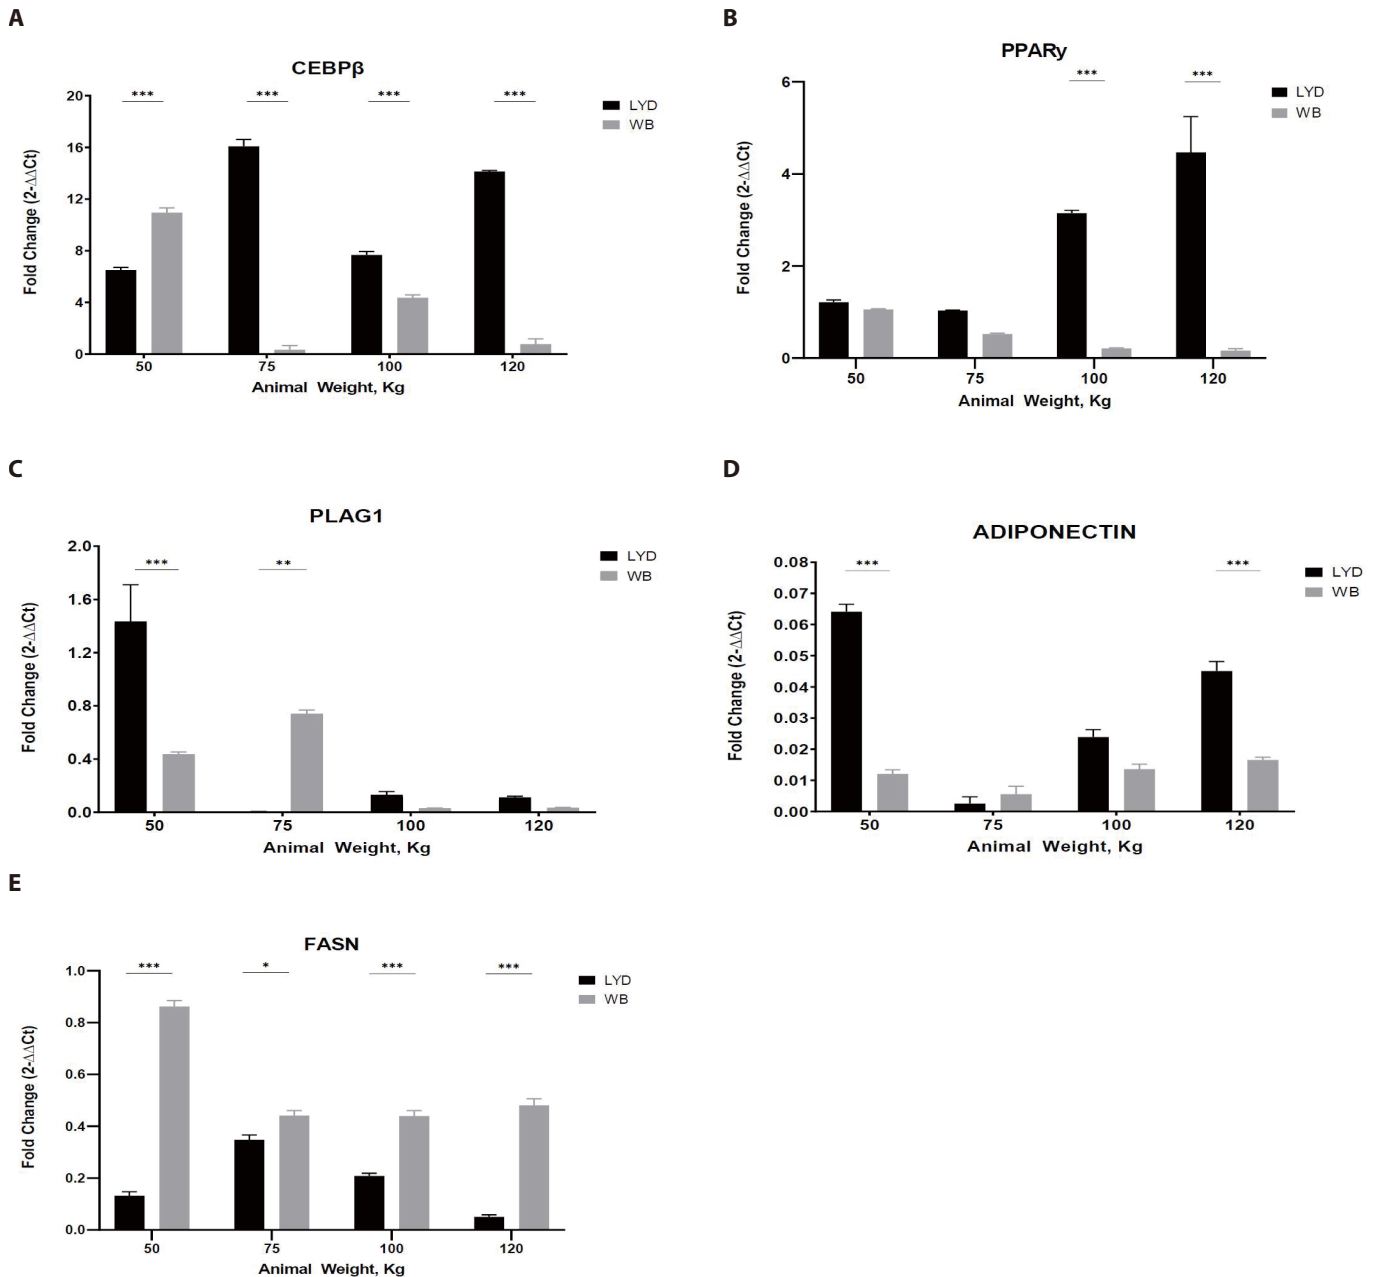 A
CEBPβ
*** *** *** ***
LYD
WB
Fold Change (2-ΔΔCt)
20
16
12
8
4
0
50 75 100 120
Animal Weight, Kg
B
PPARγ
*** ***
LYD
WB
Fold Change (2-ΔΔCt)
6
4
2
0
50 75 100 120
Animal Weight, Kg
C
PLAG1
*** **
LYD
WB
Fold Change (2-ΔΔCt)
2.0
1.6
1.2
0.8
0.4
0.0
50 75 100 120
Animal Weight, Kg
D
ADIPONECTIN
*** ***
LYD
WB
Fold Change (2-ΔΔCt)
0.08
0.07
0.06
0.05
0.04
0.03
0.02
0.01
0.00
50 75 100 120
Animal Weight, Kg
E
FASN
*** * *** ***
LYD
WB
Fold Change (2-ΔΔCt)
1.0
0.8
0.6
0.4
0.2
0.0
50 75 100 120
Animal Weight, Kg